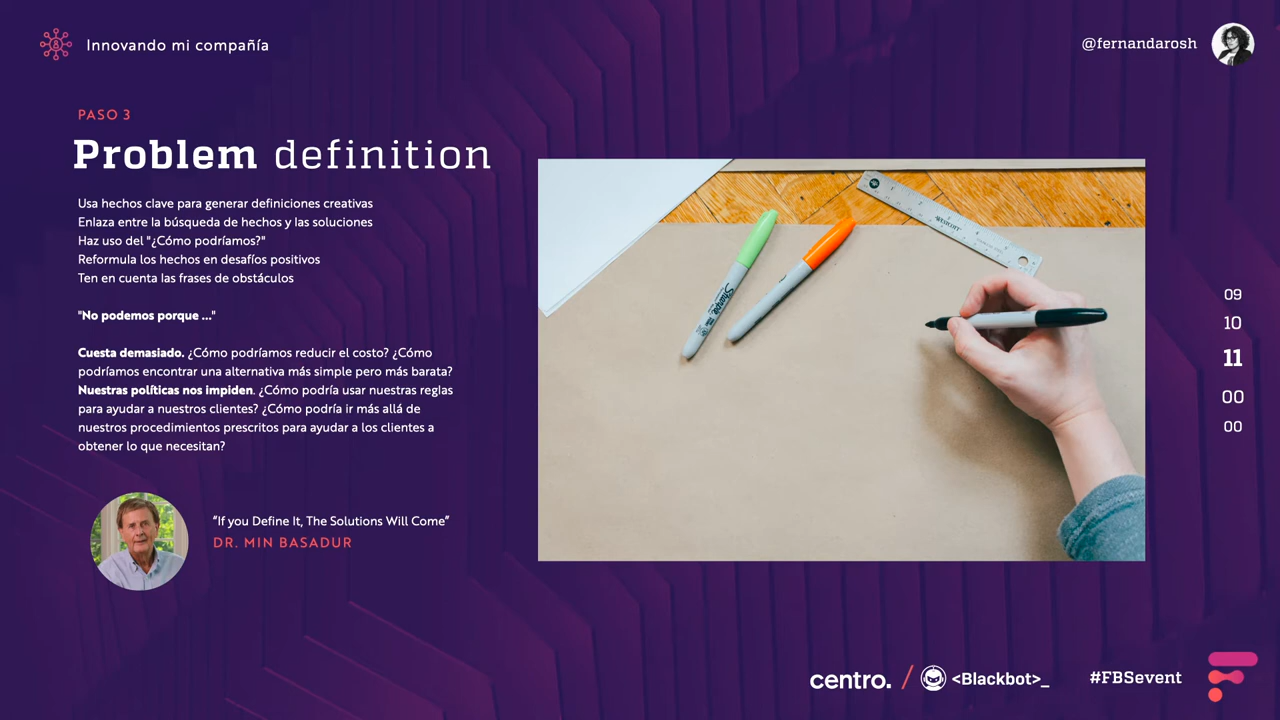 8
Innovando mi compañía
@fernandarosh
PASO 3
Problem definition
Usa hechos clave para generar definiciones creativas
Enlaza entre la búsqueda de hechos y las soluciones
Haz uso del "¿Cómo podríamos?"
Reformula los hechos en desafíos positivos
Ten en cuenta las frases de obstáculos
"No podemos porque ..."
Cuesta demasiado. ¿Cómo podríamos reducir el costo? ¿Cómo
podríamos encontrar una alternativa más simple pero más barata?
Nuestras políticas nos impiden. ¿Cómo podría usar nuestras reglas
para ayudar a nuestros clientes? ¿Cómo podría ir más allá de
nuestros procedimientos prescritos para ayudar a los clientes a
obtener lo que necesitan?
“If you Define It, The Solutions Will Come”
DR. MIN BASADUR
Sharpie
WESTCOTT
09
10
11
00
00
centro. / <Blackbot>_
#FBSevent